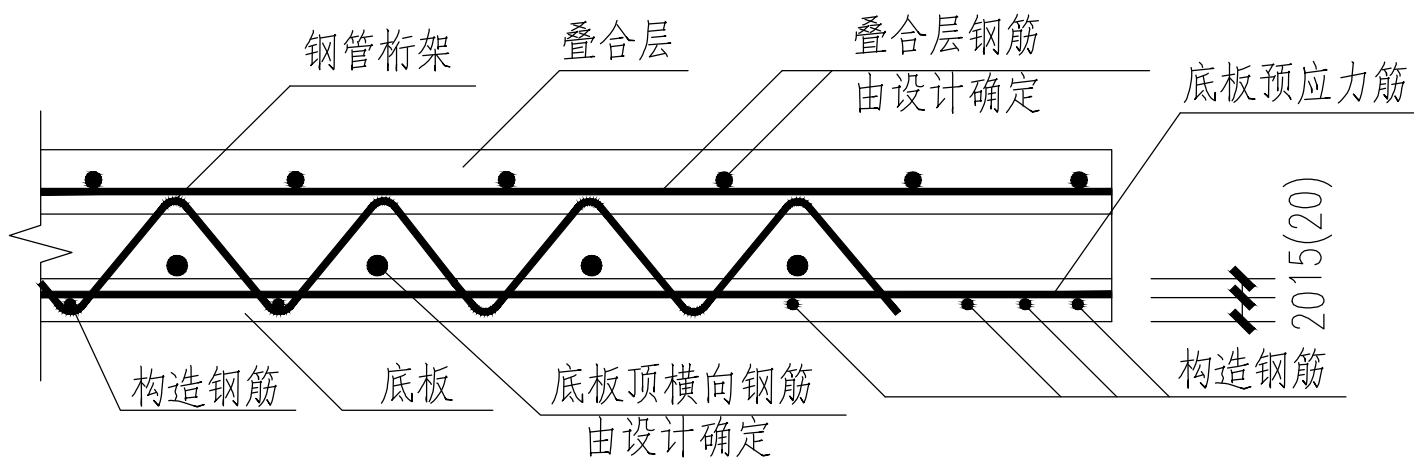 钢管桁架
叠合层
叠合层钢筋
由设计确定
底板预应力筋
2015(20)
构造钢筋
底板
底板顶横向钢筋
由设计确定
构造钢筋